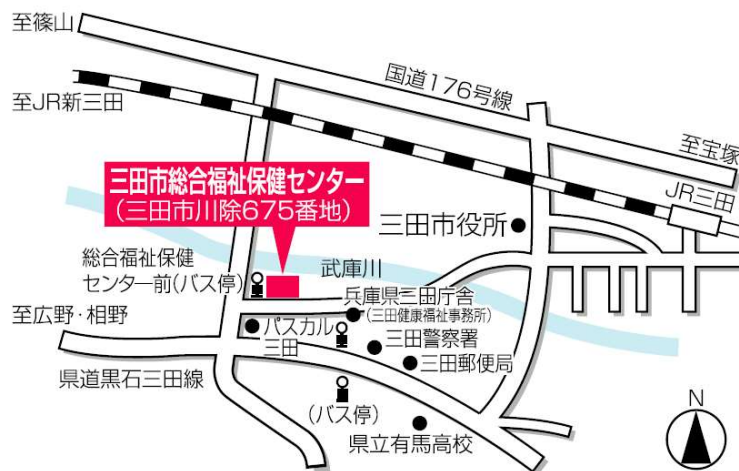 至篠山
国道176号線
至JR新三田
至宝塚
JR三田
三田市総合福祉保健センター
(三田市川除675番地)
三田市役所
総合福祉保健
センター前(バス停)
武庫川
兵庫県三田庁舎
(三田健康福祉事務所)
至広野・相野
パスカル
三田
三田警察署
三田郵便局
県道黒石三田線
(バス停)
県立有馬高校
N